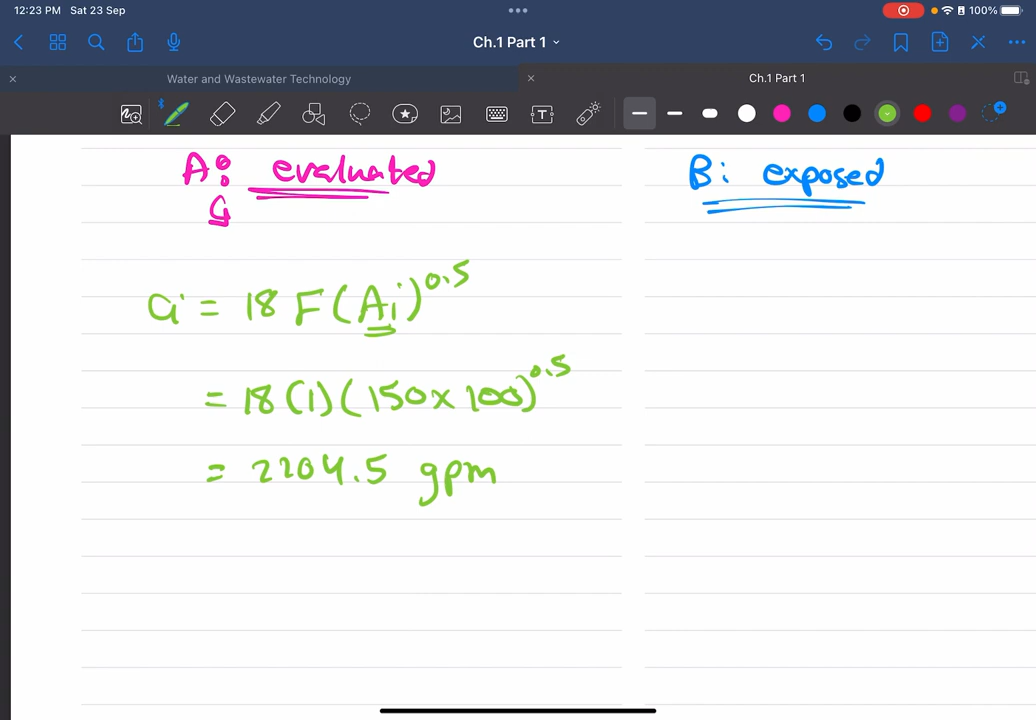 12:23 PM Sat 23 Sep
100%
Ch.1 Part 1
Water and Wastewater Technology
Ch.1 Part 1
A: evaluated
B: exposed
Ci = 18 F (Ai)^0.5
= 18 (1) (150 x 100)^0.5
= 2204.5 gpm